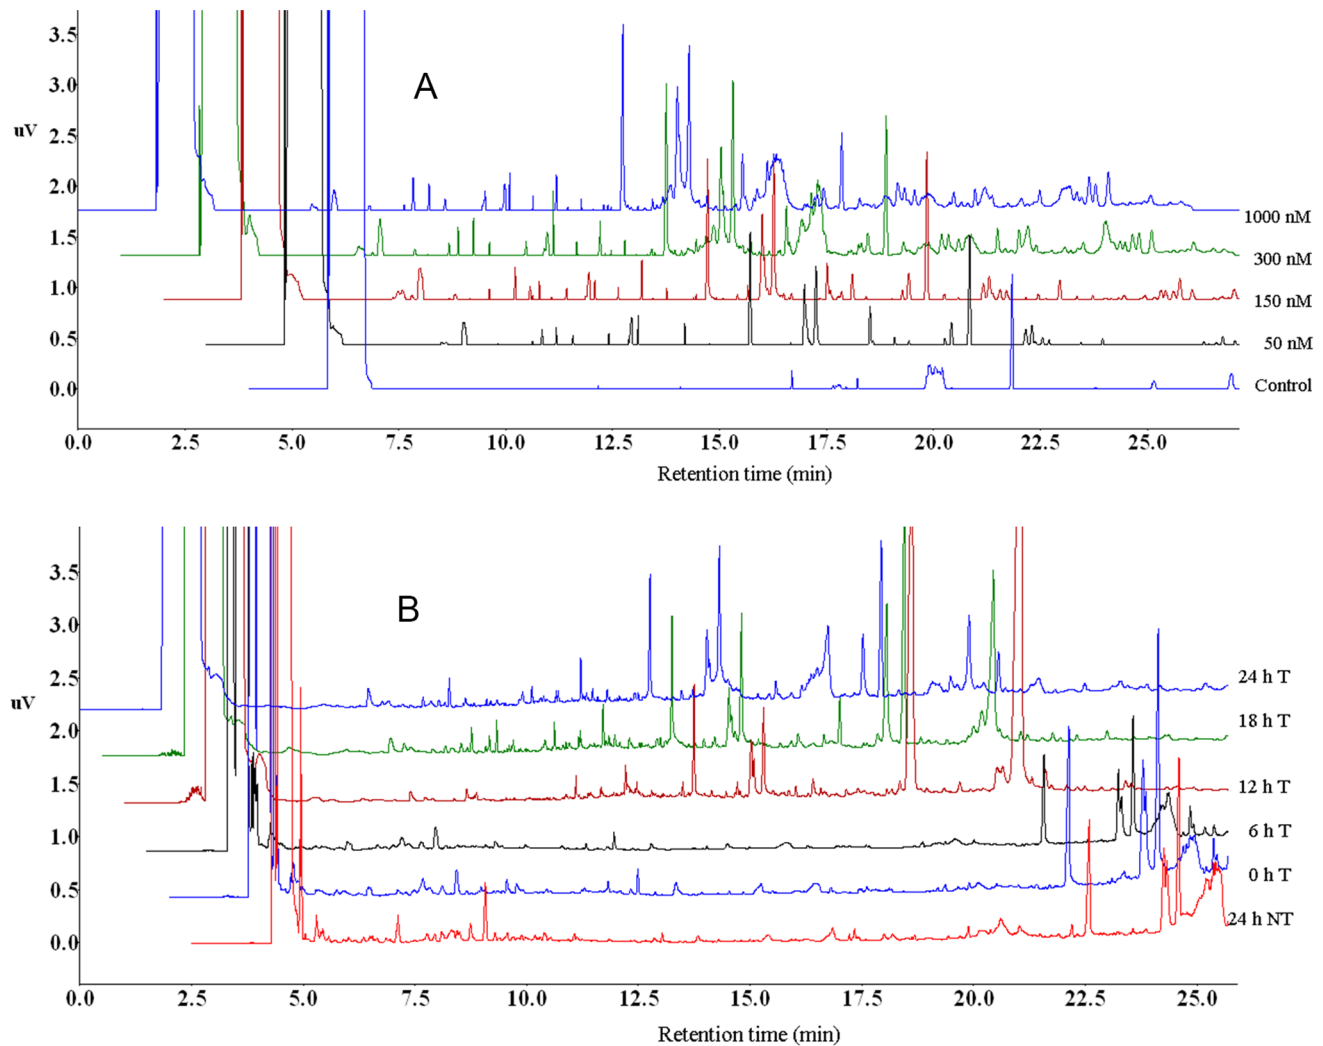 A
3.5
3.0
2.5
uV
2.0
1.5
1.0
0.5
0.0
1000 nM
300 nM
150 nM
50 nM
Control
0.0 2.5 5.0 7.5 10.0 12.5 15.0 17.5 20.0 22.5 25.0
Retention time (min)
B
3.5
3.0
2.5
uV
2.0
1.5
1.0
0.5
0.0
24 h T
18 h T
12 h T
6 h T
0 h T
24 h NT
0.0 2.5 5.0 7.5 10.0 12.5 15.0 17.5 20.0 22.5 25.0
Retention time (min)